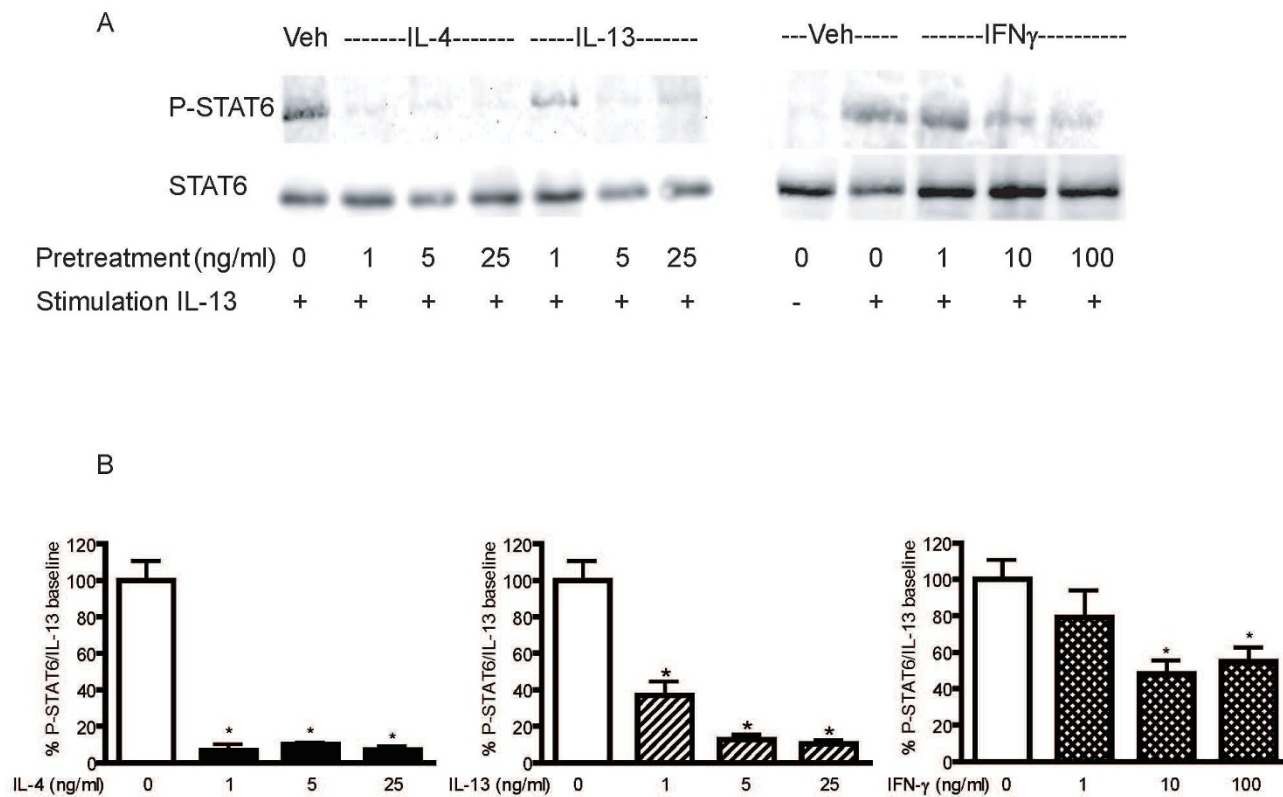 A
Veh -------IL-4------- -----IL-13------- ---Veh----- -------IFNγ----------
P-STAT6
STAT6
Pretreatment (ng/ml) 0 1 5 25 1 5 25 0 0 1 10 100
Stimulation IL-13 + + + + + + + - + + + +
B
% P-STAT6/IL-13 baseline
120
100
80
60
40
20
0
* * *
IL-4 (ng/ml) 0 1 5 25
% P-STAT6/IL-13 baseline
120
100
80
60
40
20
0
* * *
IL-13 (ng/ml) 0 1 5 25
% P-STAT6/IL-13 baseline
120
100
80
60
40
20
0
* *
IFN-γ (ng/ml) 0 1 10 100